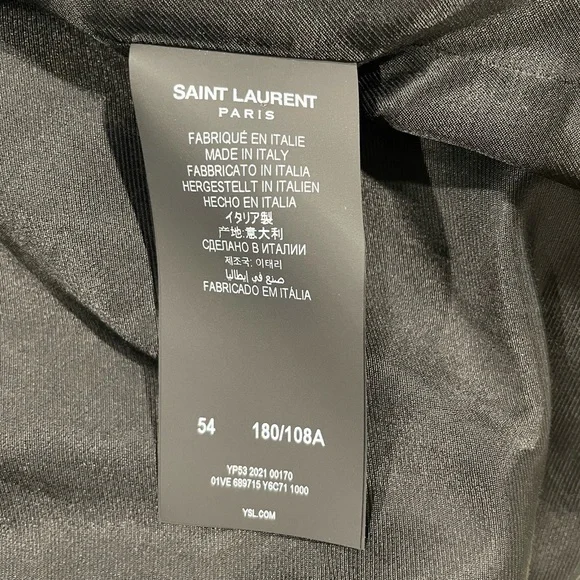 SAINT LAURENT
PARIS
FABRIQUÉ EN ITALIE
MADE IN ITALY
FABBRICATO IN ITALIA
HERGESTELLT IN ITALIEN
HECHO EN ITALIA
イタリア製
产地:意大利
СДЕЛАНО В ИТАЛИИ
제조국: 이태리
صنع في إيطاليا
FABRICADO EM ITÁLIA
54 180/108A
YP53 2021 00170
01VE 689715 Y6C71 1000
YSL.COM